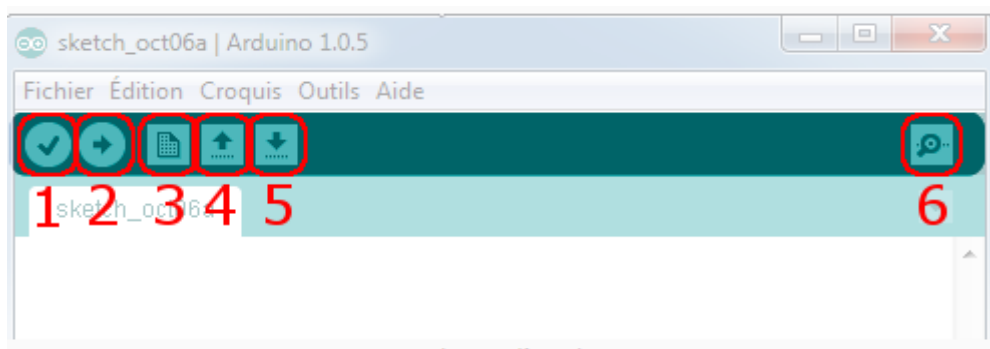 sketch_oct06a | Arduino 1.0.5
Fichier Édition Croquis Outils Aide
1 2 3 4 5 6
sketch_oct06a